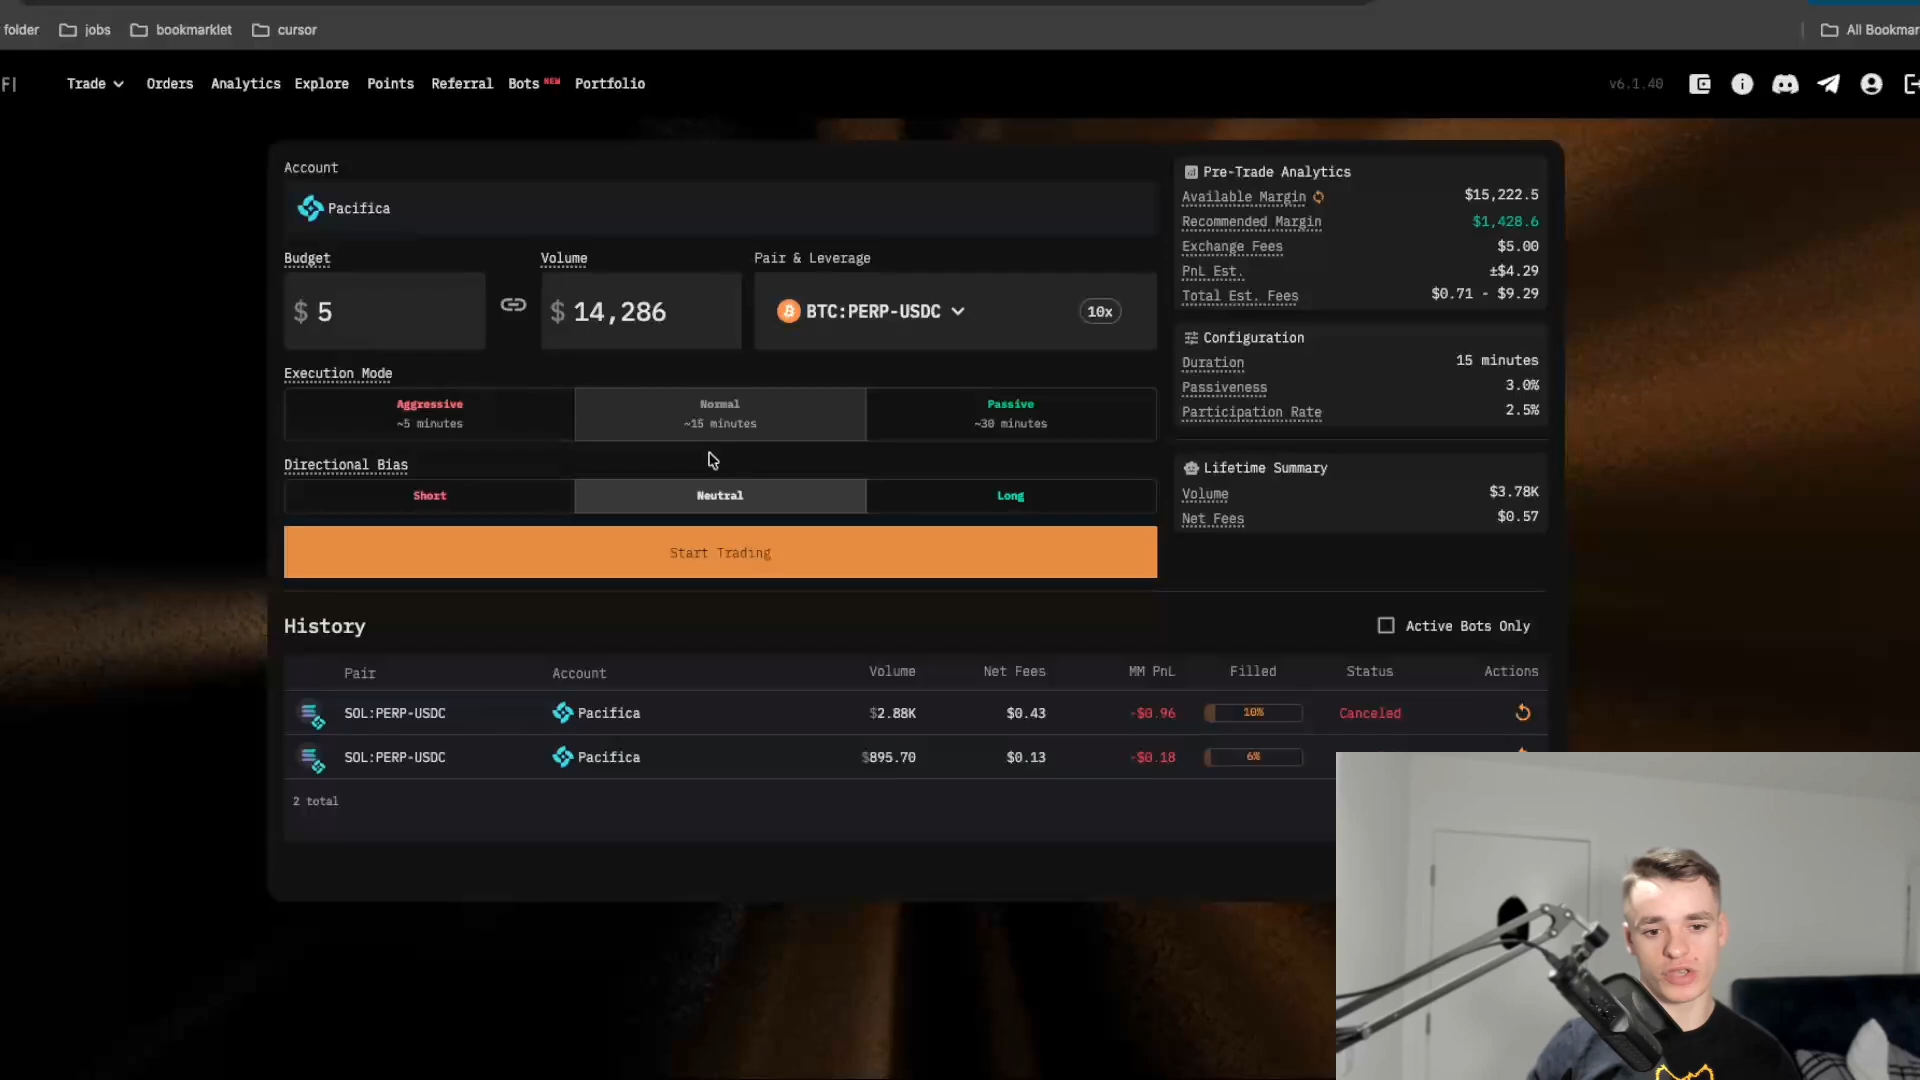 folder jobs bookmarklet cursor All Bookmar
FI Trade Orders Analytics Explore Points Referral Bots NEW Portfolio v6.1.40
Account
Pacifica
Budget Volume Pair & Leverage
$ 5 $ 14,286 BTC:PERP-USDC 10x
Execution Mode
Aggressive Normal Passive
~5 minutes ~15 minutes ~30 minutes
Directional Bias
Short Neutral Long
Start Trading
Pre-Trade Analytics
Available Margin $15,222.5
Recommended Margin $1,428.6
Exchange Fees $5.00
PnL Est. ±$4.29
Total Est. Fees $0.71 - $9.29
Configuration
Duration 15 minutes
Passiveness 3.0%
Participation Rate 2.5%
Lifetime Summary
Volume $3.78K
Net Fees $0.57
History Active Bots Only
Pair Account Volume Net Fees MM PnL Filled Status Actions
SOL:PERP-USDC Pacifica $2.88K $0.43 -$0.96 10% Canceled
SOL:PERP-USDC Pacifica $895.70 $0.13 -$0.18 6%
2 total